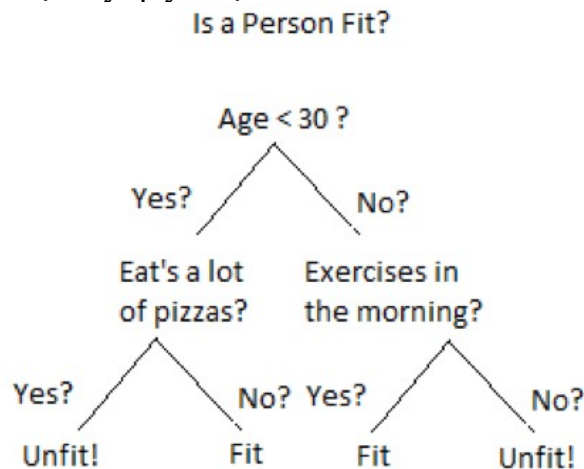 Is a Person Fit?
Age < 30 ?
Yes?
No?
Eat's a lot
of pizzas?
Exercises in
the morning?
Yes?
No?
Yes?
No?
Unfit!
Fit
Fit
Unfit!